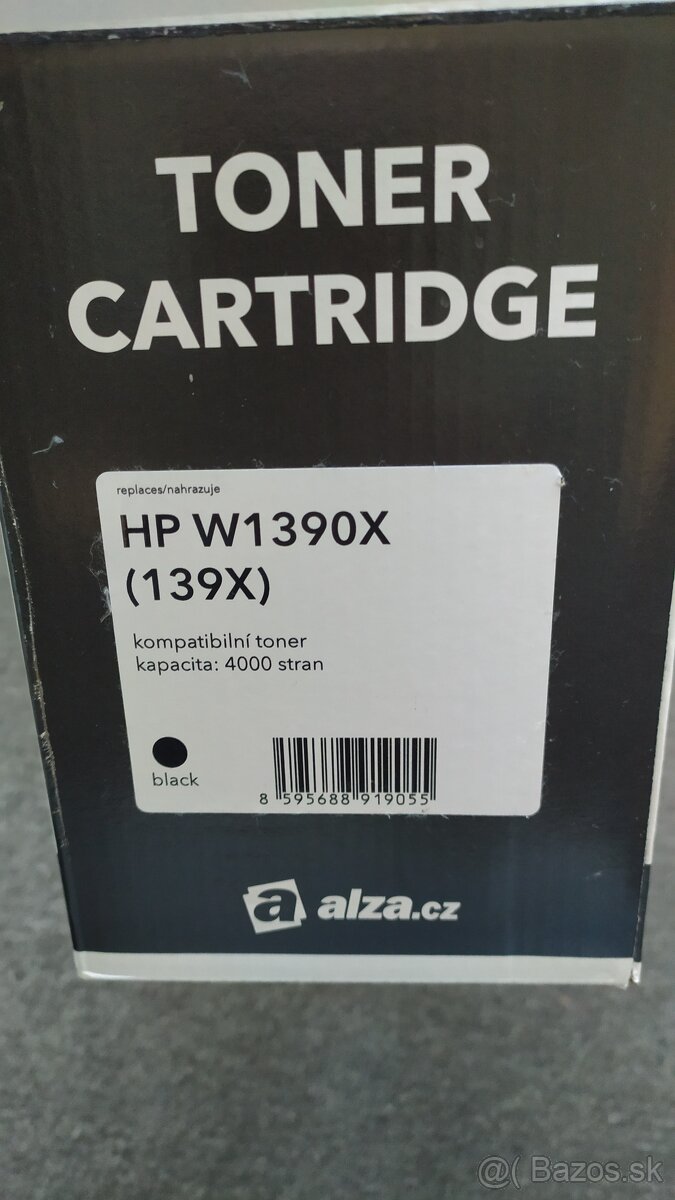 TONER
CARTRIDGE
replaces/nahrazuje
HP W1390X
(139X)
kompatibilní toner
kapacita: 4000 stran
black
8 595688 919055
a alza.cz
@( Bazos.sk